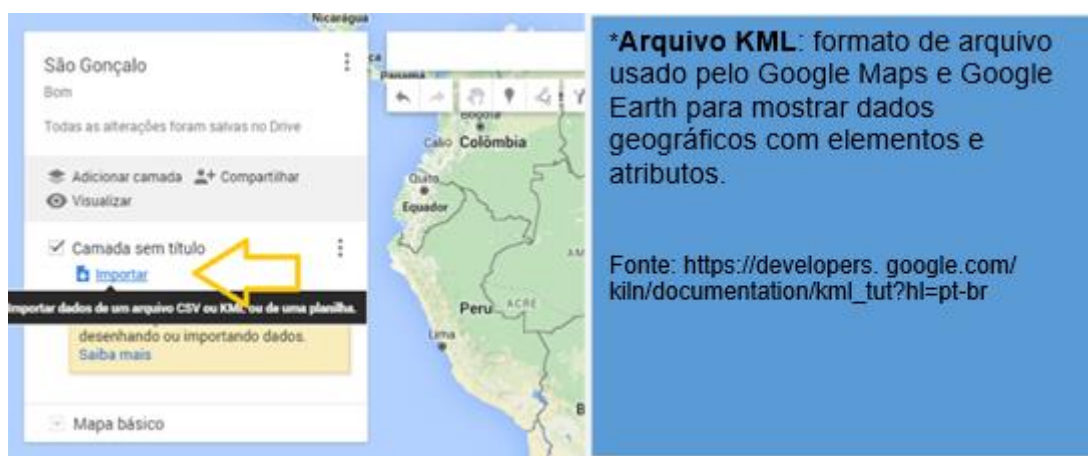 Nicarágua
São Gonçalo
Bom
Todas as alterações foram salvas no Drive
Adicionar camada Compartilhar
Visualizar
Camada sem título
Importar
Importar dados de um arquivo CSV ou KML ou de uma planilha.
desenhando ou importando dados.
Saiba mais
Mapa básico
Panamá
Bogotá
Cali
Colômbia
Quito
Equador
Peru
ACRE
Lima
*Arquivo KML: formato de arquivo
usado pelo Google Maps e Google
Earth para mostrar dados
geográficos com elementos e
atributos.
Fonte: https://developers. google.com/
kiln/documentation/kml_tut?hl=pt-br